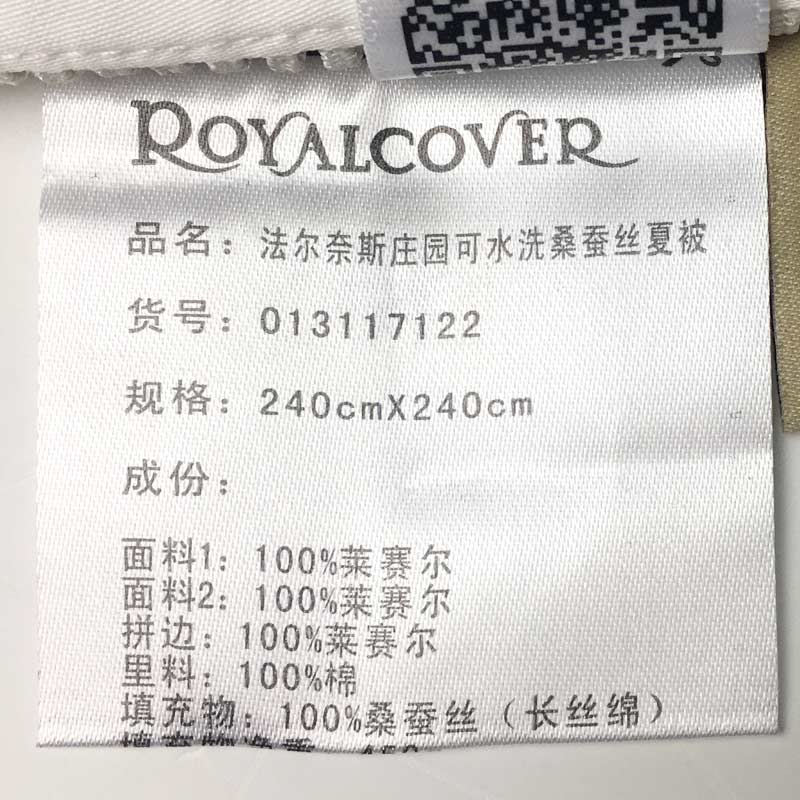 ROYALCOVER
品名：法尔奈斯庄园可水洗桑蚕丝夏被
货号：013117122
规格：240cmX240cm
成份：
面料1：100%莱赛尔
面料2：100%莱赛尔
拼边：100%莱赛尔
里料：100%棉
填充物：100%桑蚕丝（长丝绵）